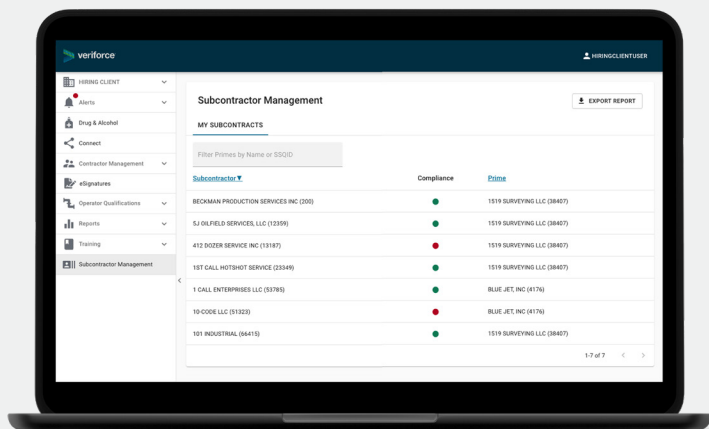 veriforce
HIRINGCLIENTUSER
HIRING CLIENT
Alerts
Drug & Alcohol
Connect
Contractor Management
eSignatures
Operator Qualifications
Reports
Training
Subcontractor Management
Subcontractor Management
EXPORT REPORT
MY SUBCONTRACTS
Filter Primes by Name or SSQID
Subcontractor▼ Compliance Prime
BECKMAN PRODUCTION SERVICES INC (200) 1519 SURVEYING LLC (38407)
5J OILFIELD SERVICES, LLC (12359) 1519 SURVEYING LLC (38407)
412 DOZER SERVICE INC (13187) 1519 SURVEYING LLC (38407)
1ST CALL HOTSHOT SERVICE (23349) 1519 SURVEYING LLC (38407)
1 CALL ENTERPRISES LLC (53785) BLUE JET, INC (4176)
10-CODE LLC (51323) BLUE JET, INC (4176)
101 INDUSTRIAL (66415) 1519 SURVEYING LLC (38407)
1-7 of 7 < >